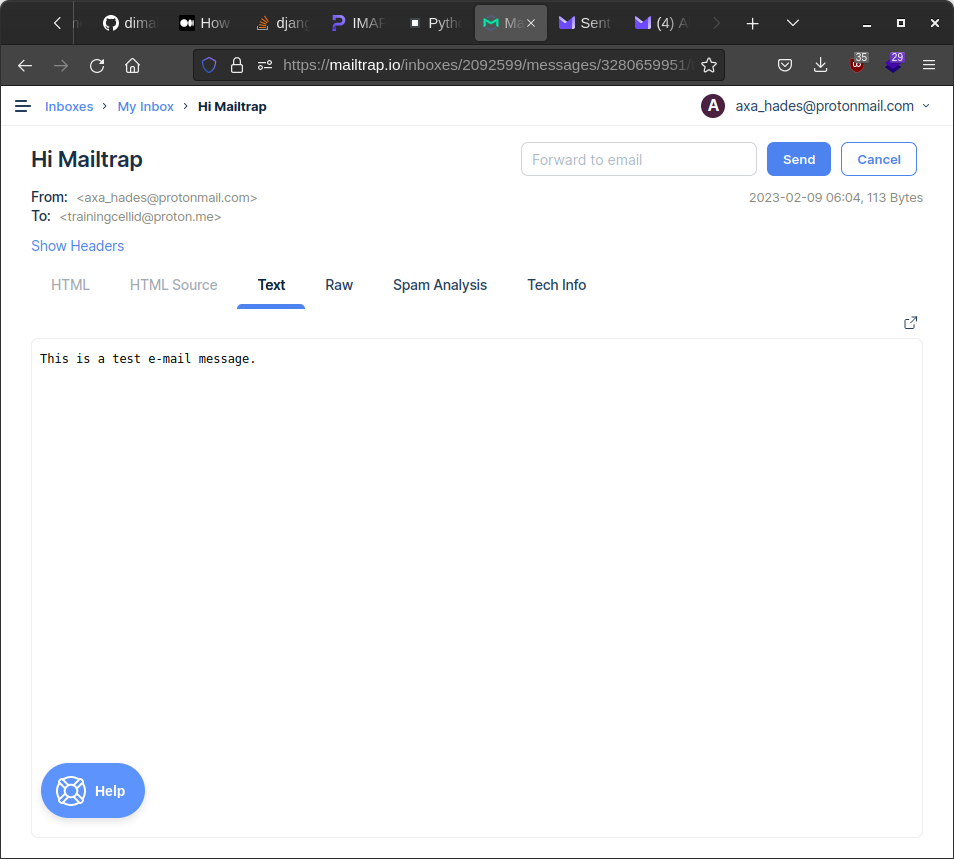 dima
How
djang
IMAP
Pyth
Ma
Sent
(4)
https://mailtrap.io/inboxes/2092599/messages/3280659951/
35
29
Inboxes > My Inbox > Hi Mailtrap
A axa_hades@protonmail.com
Hi Mailtrap
Forward to email
Send
Cancel
From: <axa_hades@protonmail.com>
2023-02-09 06:04, 113 Bytes
To: <trainingcellid@proton.me>
Show Headers
HTML HTML Source Text Raw Spam Analysis Tech Info
This is a test e-mail message.
Help